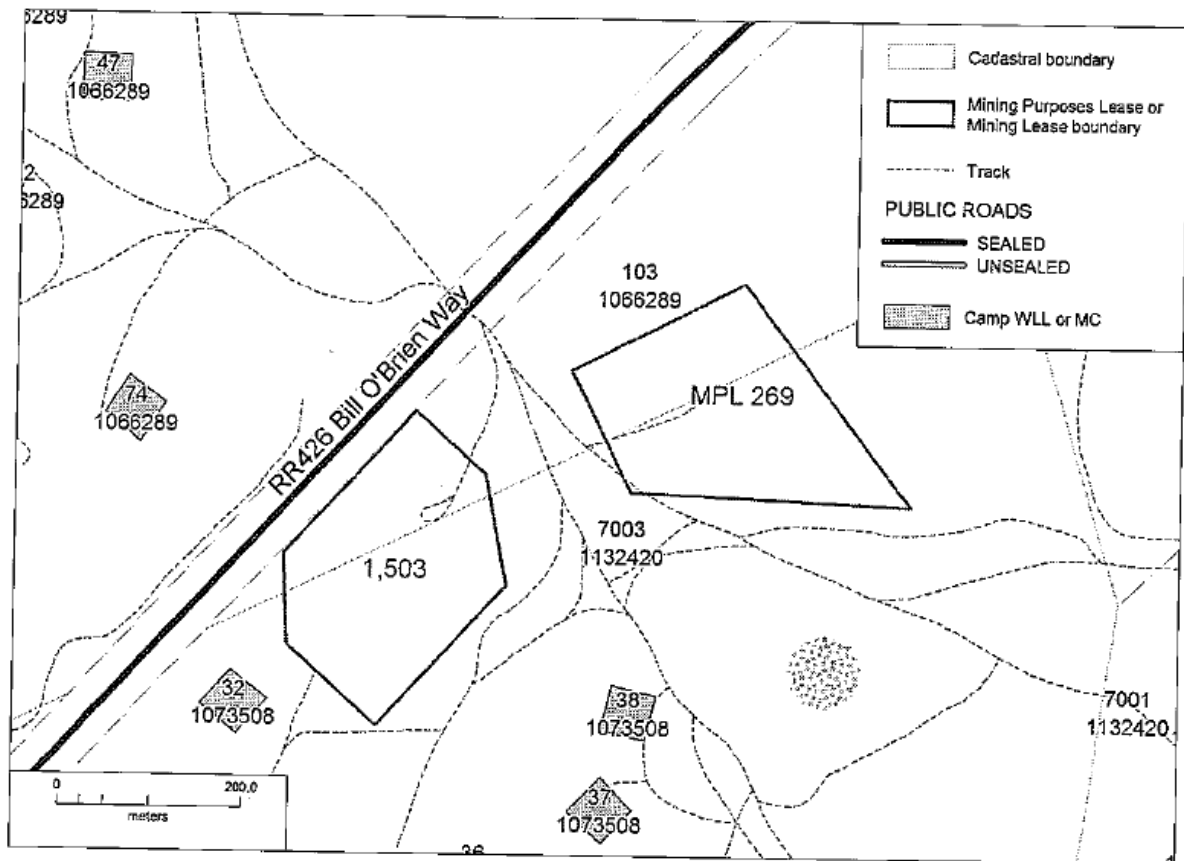 6289
47
1066289
2
6289
74
1066289
RR426 Bill O'Brien Way
103
1066289
MPL 269
1,503
7003
1132420
32
1073508
38
1073508
37
1073508
7001
1132420
36
0 200.0
meters
Cadastral boundary
Mining Purposes Lease or
Mining Lease boundary
Track
PUBLIC ROADS
SEALED
UNSEALED
Camp WLL or MC